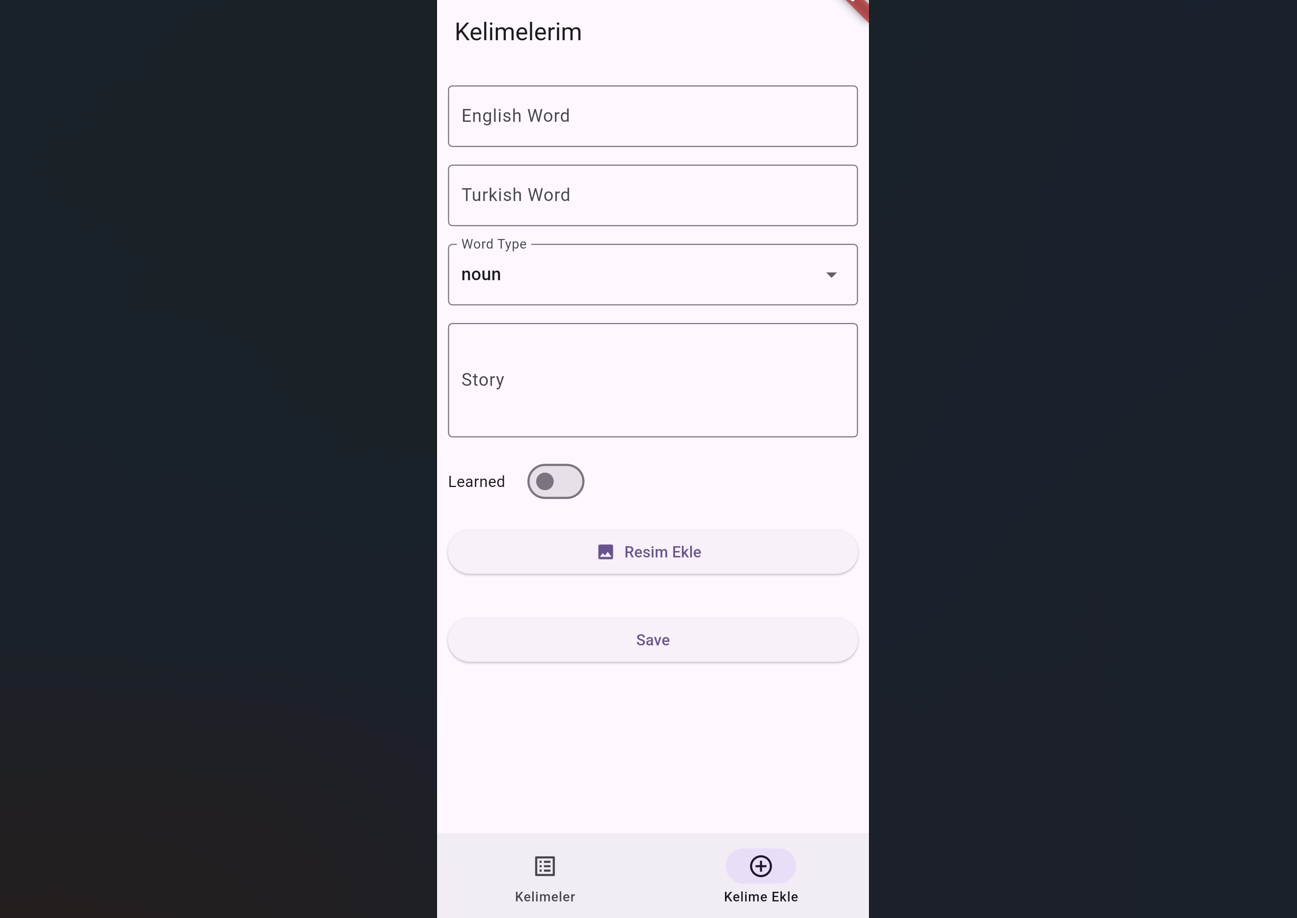 Kelimelerim
English Word
Turkish Word
Word Type
noun
Story
Learned
Resim Ekle
Save
Kelimeler
Kelime Ekle